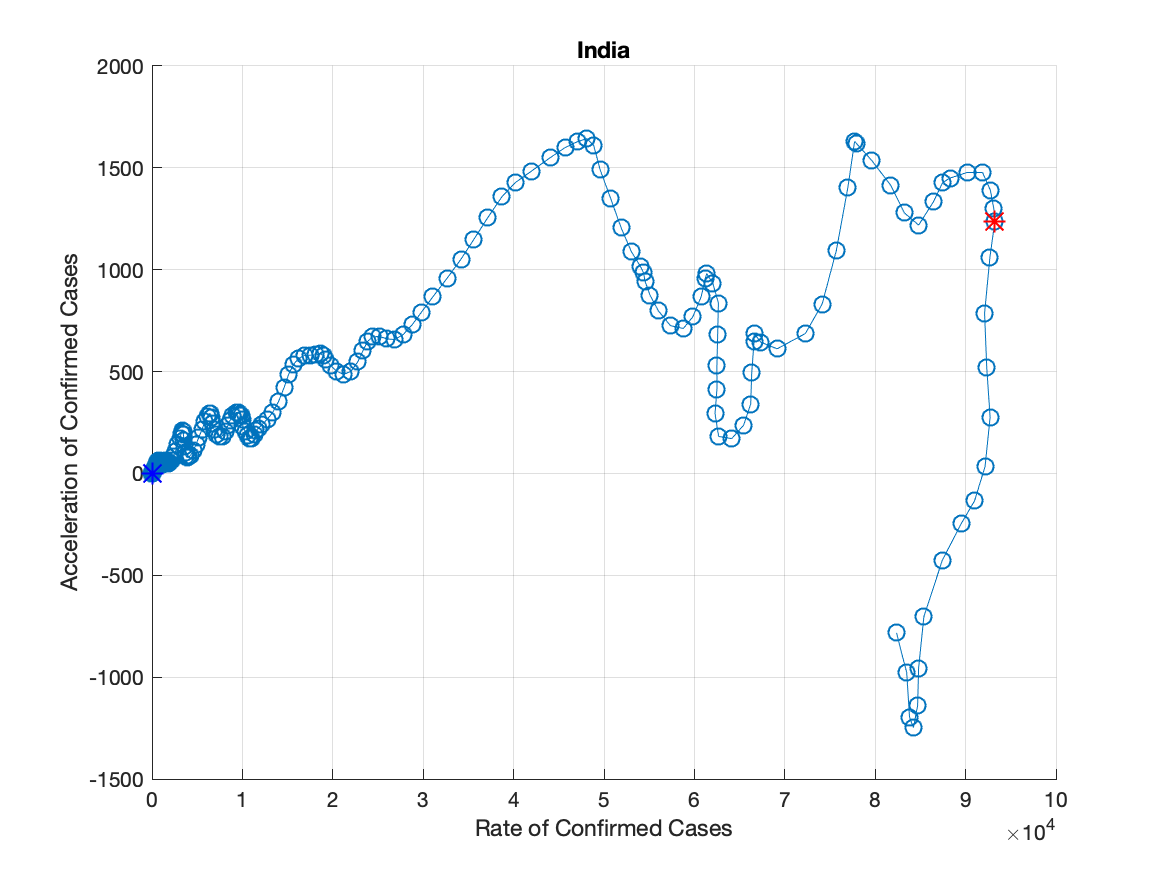 India
2000
1500
1000
500
0
-500
-1000
-1500
Acceleration of Confirmed Cases
0 1 2 3 4 5 6 7 8 9 10
×10^4
Rate of Confirmed Cases